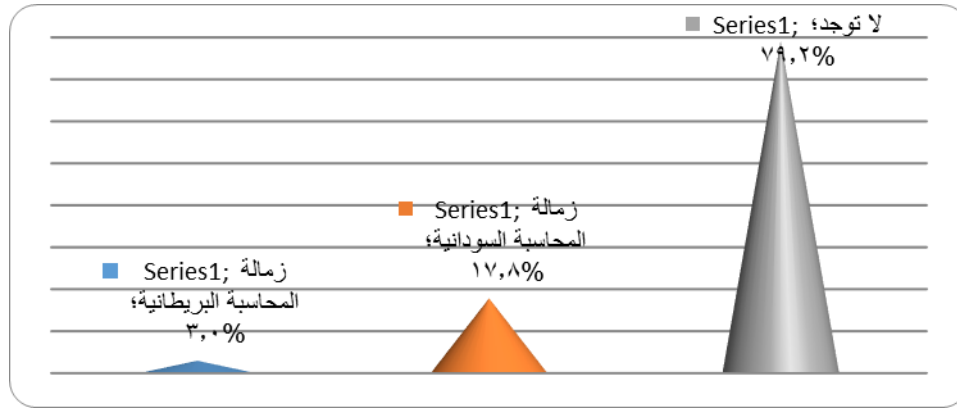 Series1; لا توجد؛
٧٩,٢%
Series1; زمالة
المحاسبة السودانية؛
١٧,٨%
Series1; زمالة
المحاسبة البريطانية؛
٣,٠%